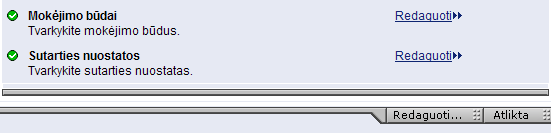 Mokėjimo būdai Redaguoti
Tvarkykite mokėjimo būdus.
Sutarties nuostatos Redaguoti
Tvarkykite sutarties nuostatas.
Redaguoti... Atlikta